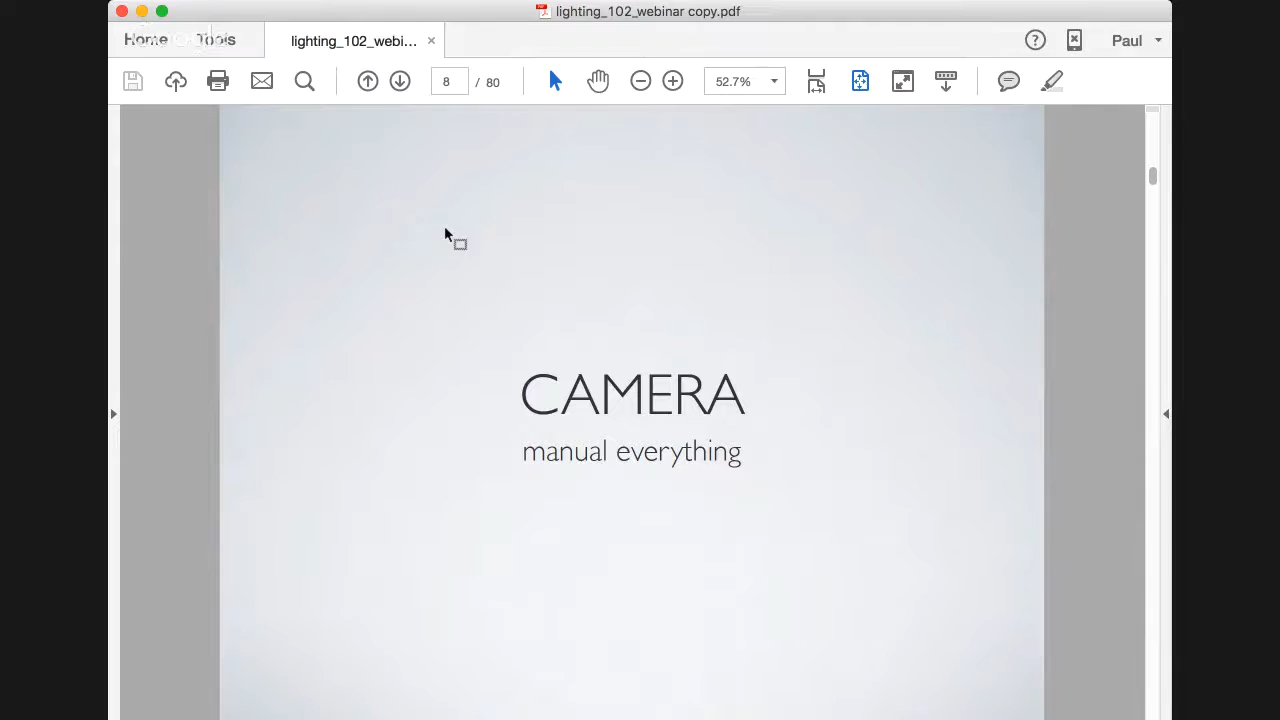 lighting_102_webinar copy.pdf
Home
Tools
lighting_102_webi...
Paul
8 / 80
52.7%
CAMERA
manual everything